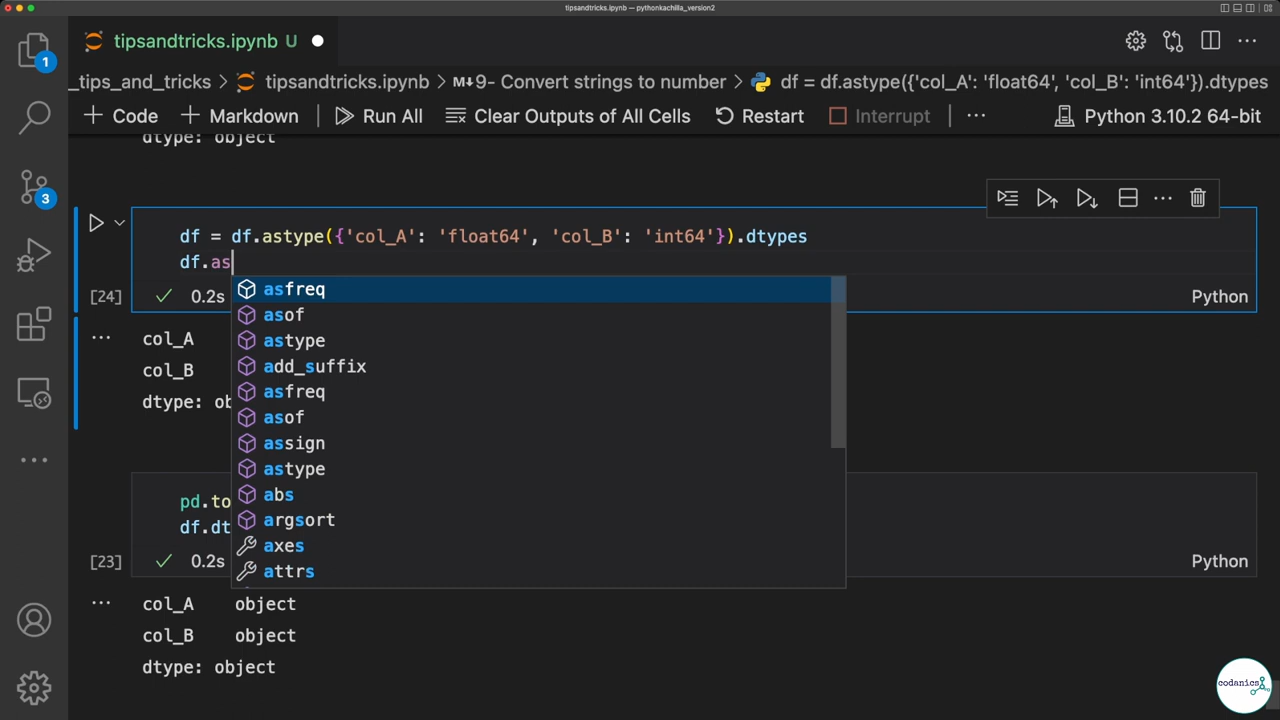 tipsandtricks.ipynb — pythonkachilla_version2
tipsandtricks.ipynb U
_tips_and_tricks > tipsandtricks.ipynb > M↓9- Convert strings to number > df = df.astype({'col_A': 'float64', 'col_B': 'int64'}).dtypes
+ Code + Markdown | Run All Clear Outputs of All Cells Restart Interrupt | ... Python 3.10.2 64-bit
1
3
dtype: object
df = df.astype({'col_A': 'float64', 'col_B': 'int64'}).dtypes
df.as
[24] 0.2s Python
asfreq
asof
astype
add_suffix
asfreq
asof
assign
astype
abs
argsort
axes
attrs
col_A
col_B
dtype: ob
pd.to
df.dt
[23] 0.2s Python
col_A object
col_B object
dtype: object
codanics